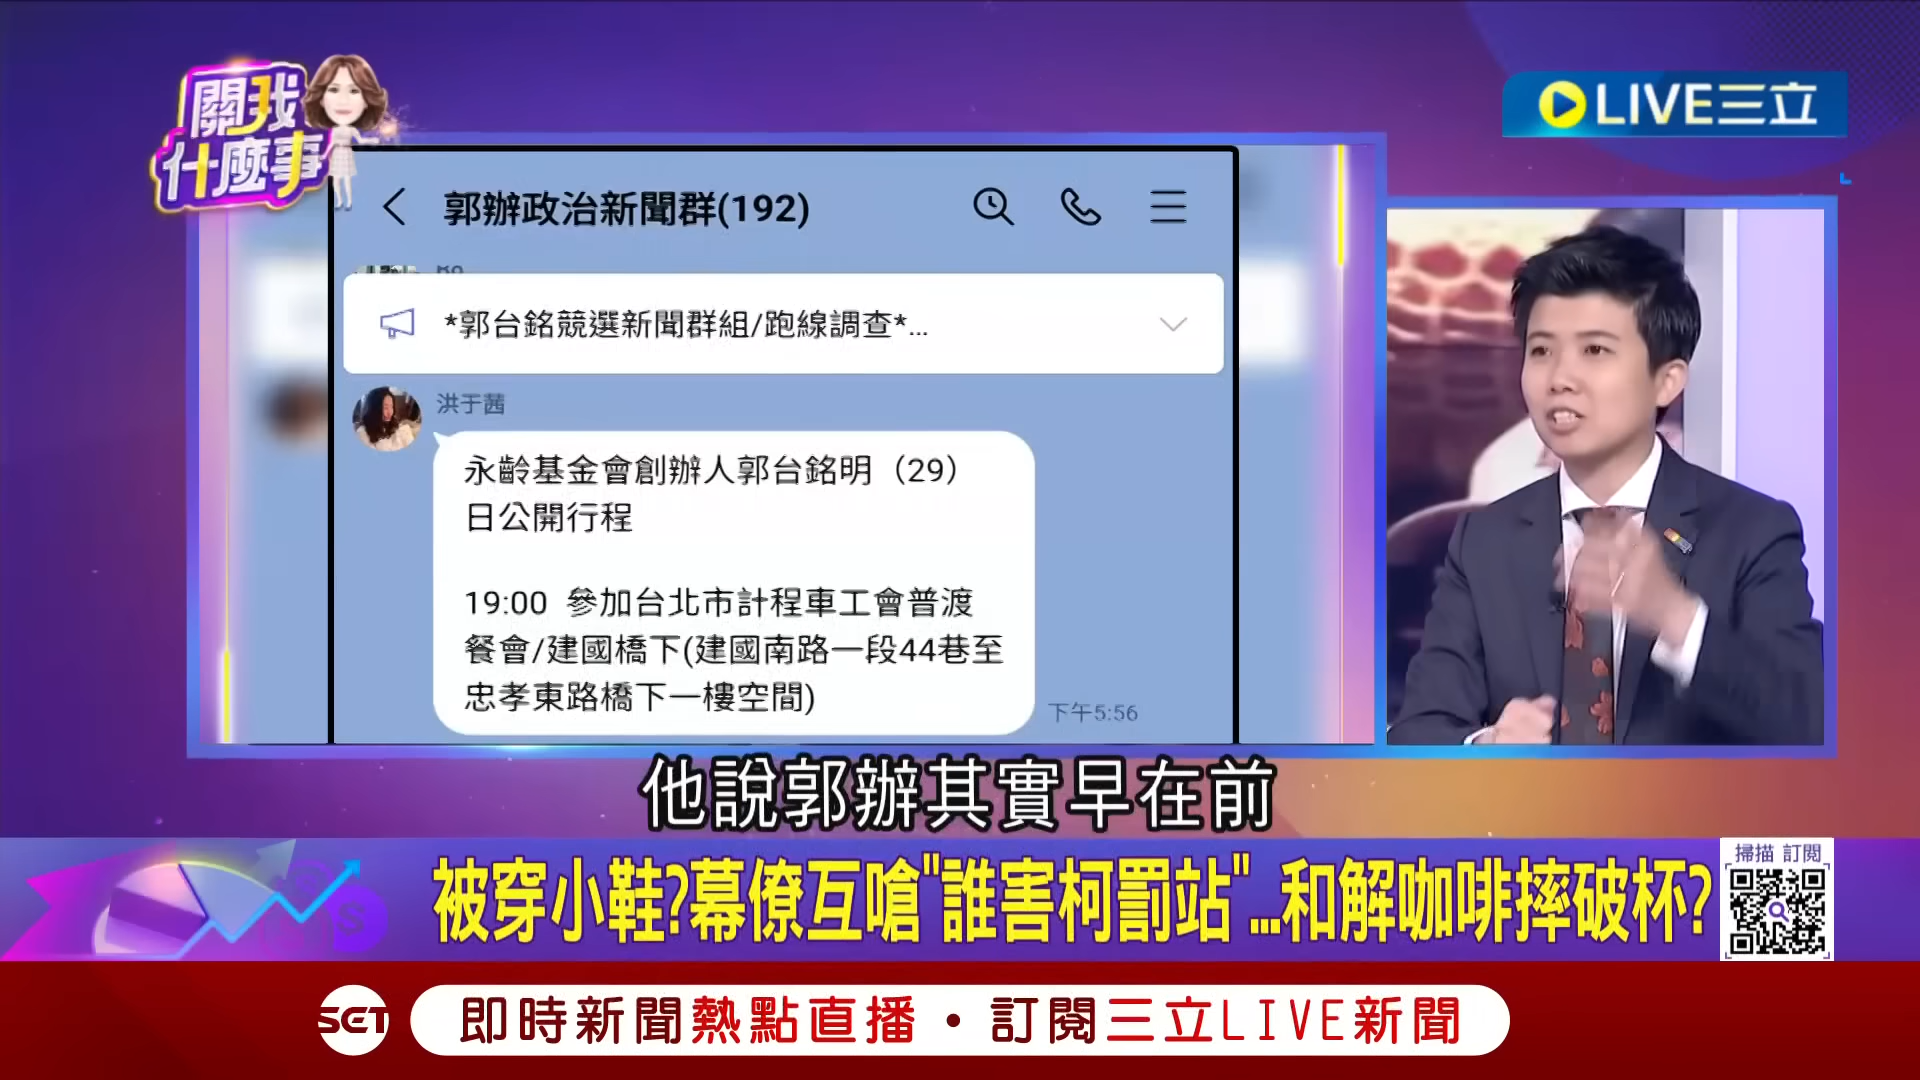 關我
什麼事
LIVE三立
郭辦政治新聞群(192)
*郭台銘競選新聞群組/跑線調查*...
洪于茜
永齡基金會創辦人郭台銘明（29）
日公開行程
19:00 參加台北市計程車工會普渡
餐會/建國橋下(建國南路一段44巷至
忠孝東路橋下一樓空間)
下午5:56
他說郭辦其實早在前
被穿小鞋?幕僚互嗆"誰害柯罰站"...和解咖啡摔破杯?
掃描 訂閱
SET
即時新聞熱點直播・訂閱三立LIVE新聞